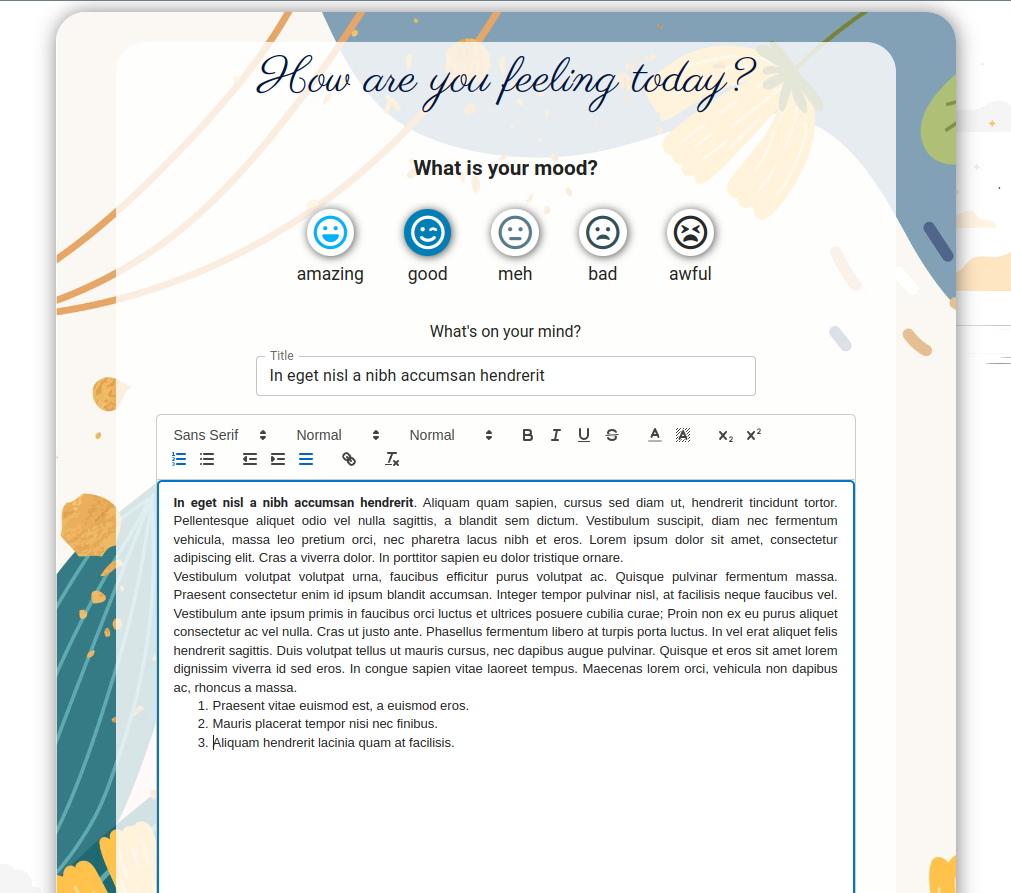 How are you feeling today?
What is your mood?
amazing good meh bad awful
What's on your mind?
Title
In eget nisl a nibh accumsan hendrerit
Sans Serif Normal Normal B I U S A A x₂ x²
In eget nisl a nibh accumsan hendrerit. Aliquam quam sapien, cursus sed diam ut, hendrerit tincidunt tortor.
Pellentesque aliquet odio vel nulla sagittis, a blandit sem dictum. Vestibulum suscipit, diam nec fermentum
vehicula, massa leo pretium orci, nec pharetra lacus nibh et eros. Lorem ipsum dolor sit amet, consectetur
adipiscing elit. Cras a viverra dolor. In porttitor sapien eu dolor tristique ornare.
Vestibulum volutpat volutpat urna, faucibus efficitur purus volutpat ac. Quisque pulvinar fermentum massa.
Praesent consectetur enim id ipsum blandit accumsan. Integer tempor pulvinar nisl, at facilisis neque faucibus vel.
Vestibulum ante ipsum primis in faucibus orci luctus et ultrices posuere cubilia curae; Proin non ex eu purus aliquet
consectetur ac vel nulla. Cras ut justo ante. Phasellus fermentum libero at turpis porta luctus. In vel erat aliquet felis
hendrerit sagittis. Duis volutpat tellus ut mauris cursus, nec dapibus augue pulvinar. Quisque et eros sit amet lorem
dignissim viverra id sed eros. In congue sapien vitae laoreet tempus. Maecenas lorem orci, vehicula non dapibus
ac, rhoncus a massa.
1. Praesent vitae euismod est, a euismod eros.
2. Mauris placerat tempor nisi nec finibus.
3. Aliquam hendrerit lacinia quam at facilisis.